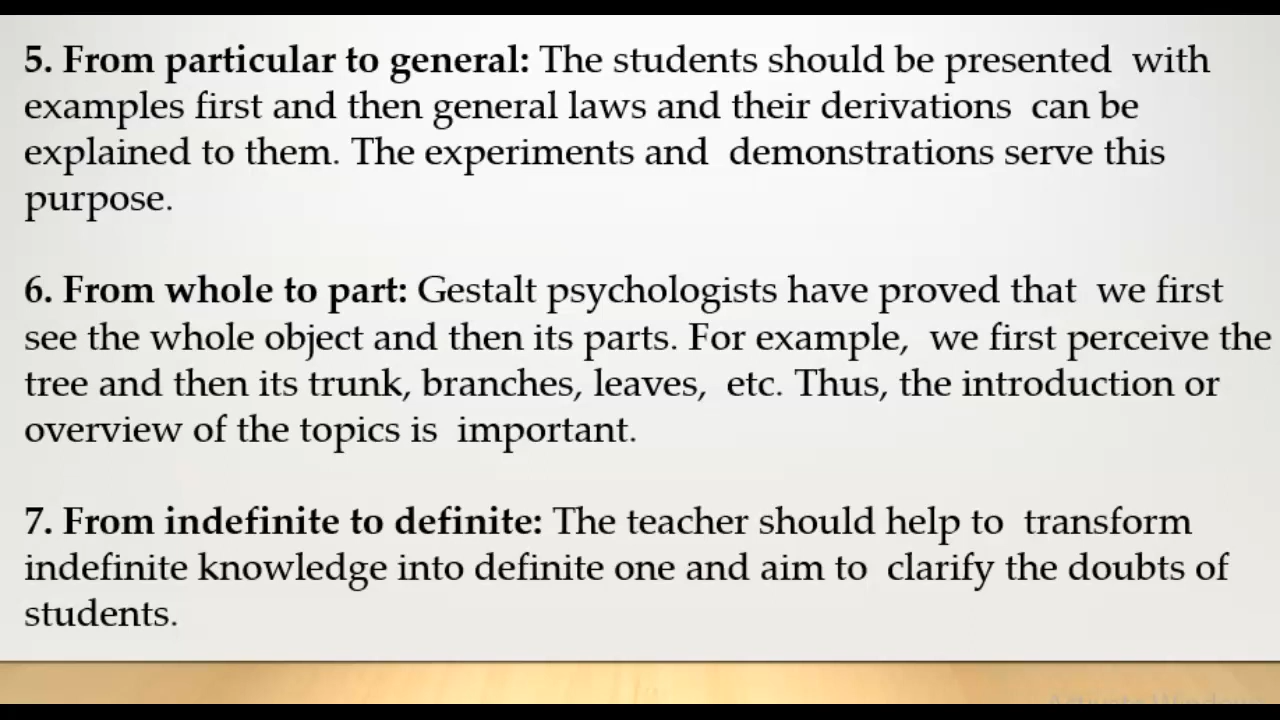 5. From particular to general: The students should be presented with
examples first and then general laws and their derivations can be
explained to them. The experiments and demonstrations serve this
purpose.
6. From whole to part: Gestalt psychologists have proved that we first
see the whole object and then its parts. For example, we first perceive the
tree and then its trunk, branches, leaves, etc. Thus, the introduction or
overview of the topics is important.
7. From indefinite to definite: The teacher should help to transform
indefinite knowledge into definite one and aim to clarify the doubts of
students.
Activate Windows